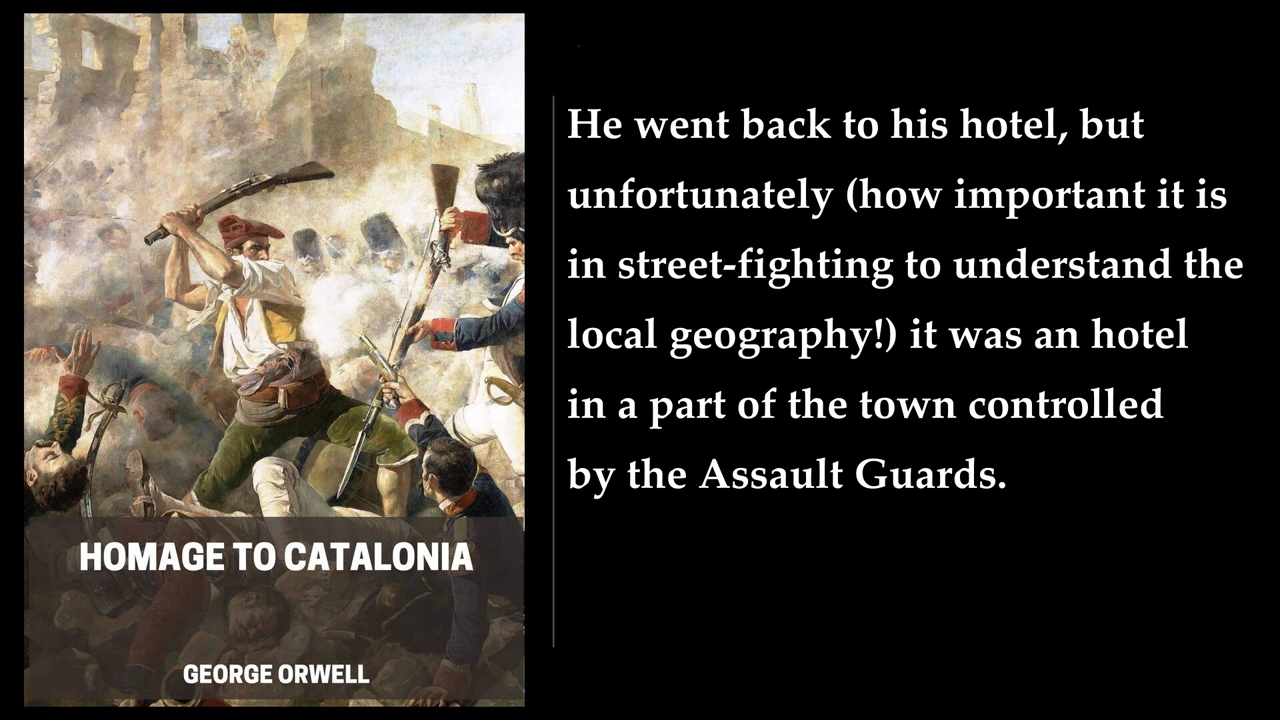 He went back to his hotel, but
unfortunately (how important it is
in street-fighting to understand the
local geography!) it was an hotel
in a part of the town controlled
by the Assault Guards.
HOMAGE TO CATALONIA
GEORGE ORWELL